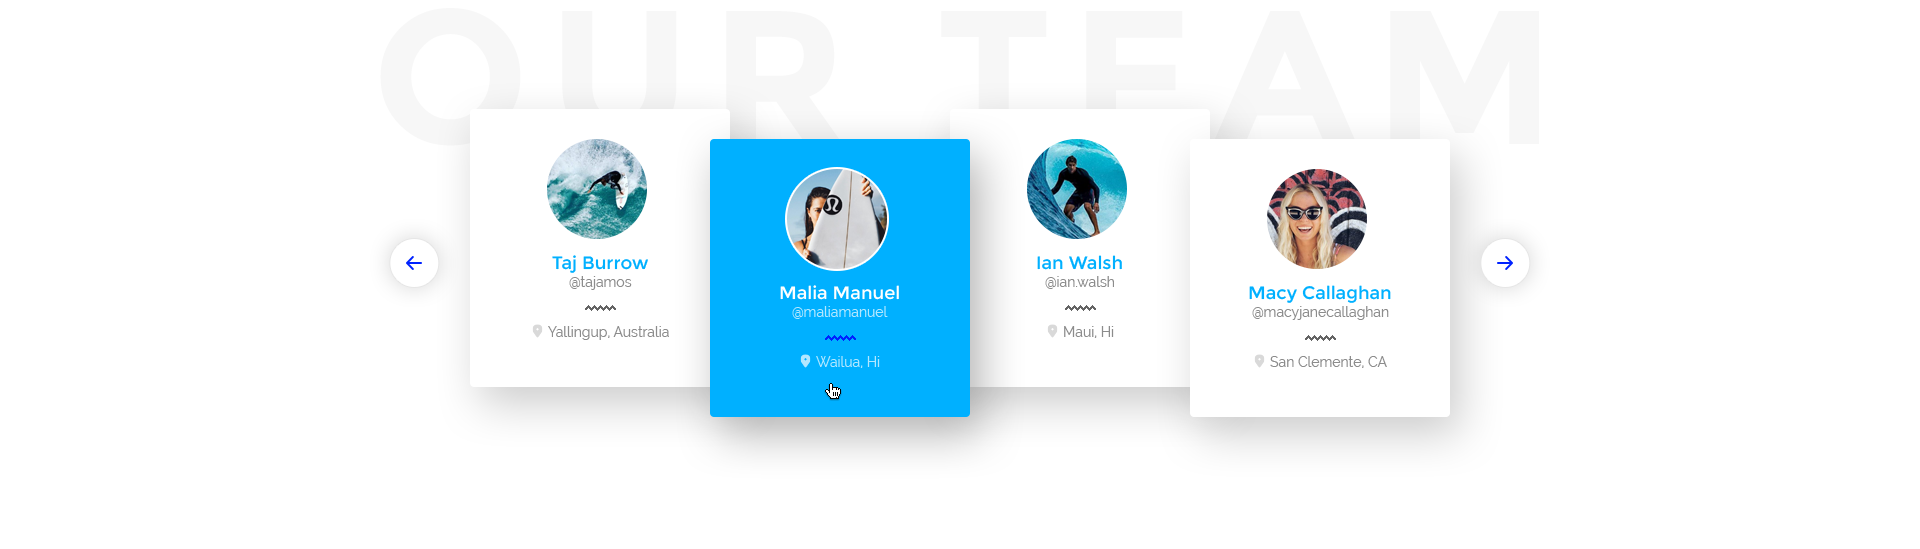 OUR TEAM
Taj Burrow
@tajamos
Yallingup, Australia
Malia Manuel
@maliamanuel
Wailua, Hi
Ian Walsh
@ian.walsh
Maui, Hi
Macy Callaghan
@macyjanecallaghan
San Clemente, CA